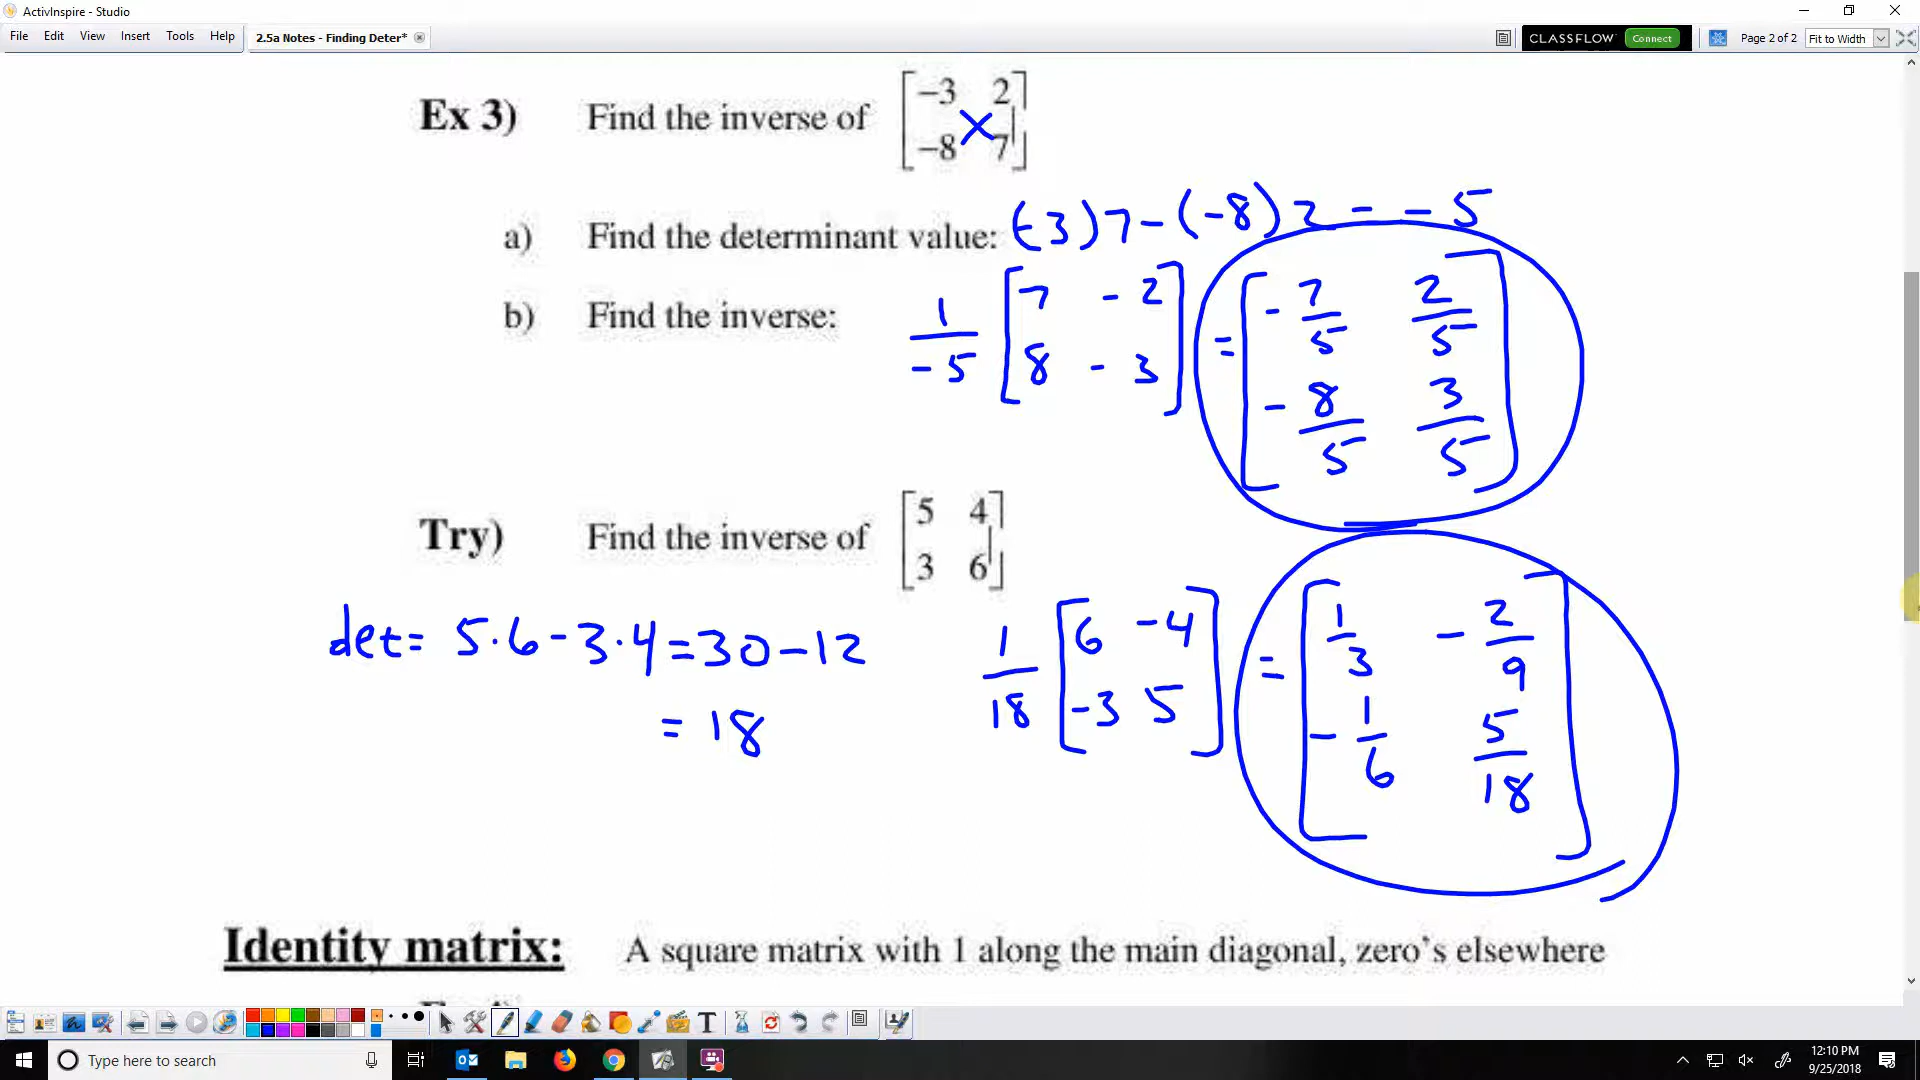 ActivInspire - Studio
File Edit View Insert Tools Help 2.5a Notes - Finding Deter* CLASSFLOW Connect Page 2 of 2 Fit to Width
Ex 3) Find the inverse of [-3 2
-8 7]
a) Find the determinant value: (-3)7-(-8)2 - -5
b) Find the inverse: 1/-5 [7 -2
8 -3] = [-7/5 2/5
-8/5 3/5]
Try) Find the inverse of [5 4
3 6]
det= 5·6-3·4=30-12
= 18
1/18 [6 -4
-3 5] = [1/3 -2/9
-1/6 5/18]
Identity matrix: A square matrix with 1 along the main diagonal, zero's elsewhere
Type here to search
12:10 PM
9/25/2018